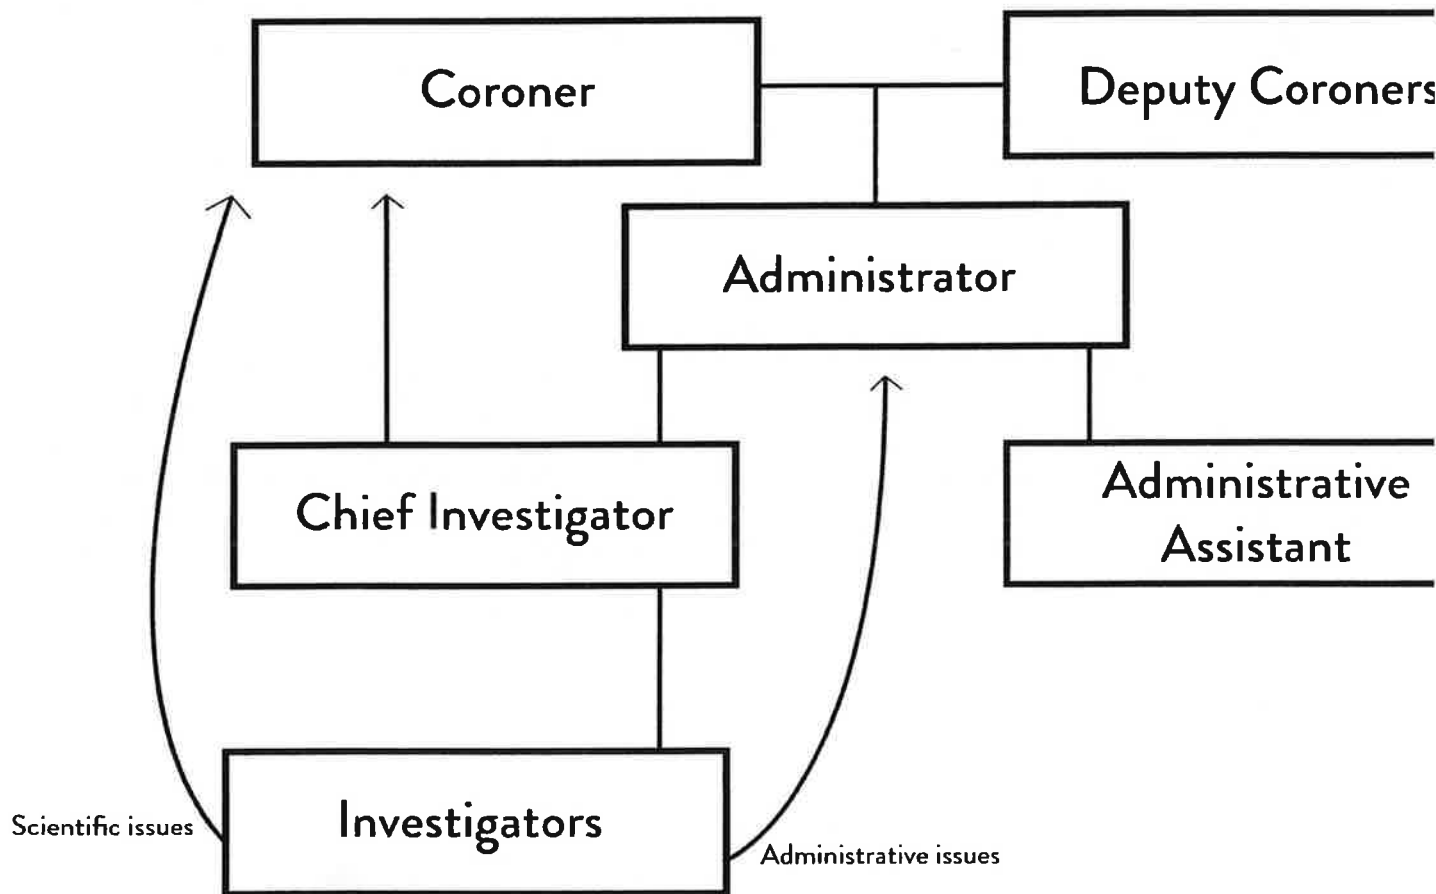 Coroner
Deputy Coroners
Administrator
Chief Investigator
Administrative
Assistant
Investigators
Scientific issues
Administrative issues